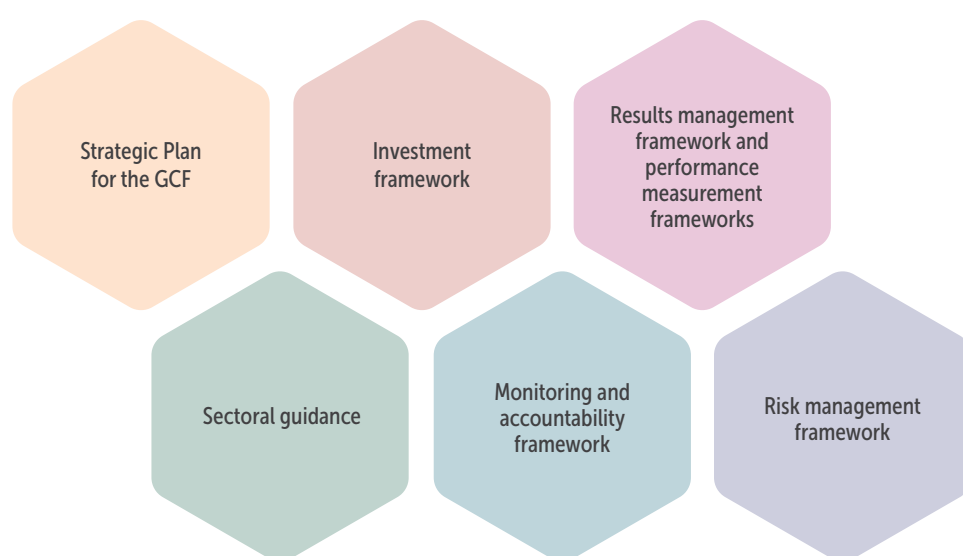 Strategic Plan
for the GCF
Investment
framework
Results management
framework and
performance
measurement
frameworks
Sectoral guidance
Monitoring and
accountability
framework
Risk management
framework